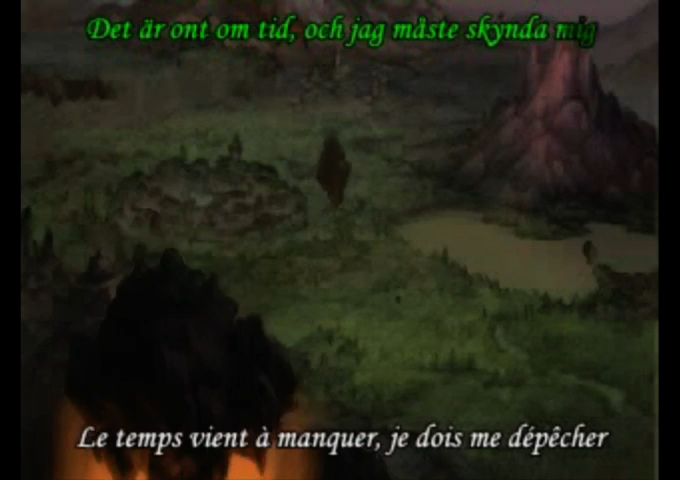 Det är ont om tid, och jag måste skynda mig
Le temps vient à manquer, je dois me dépêcher